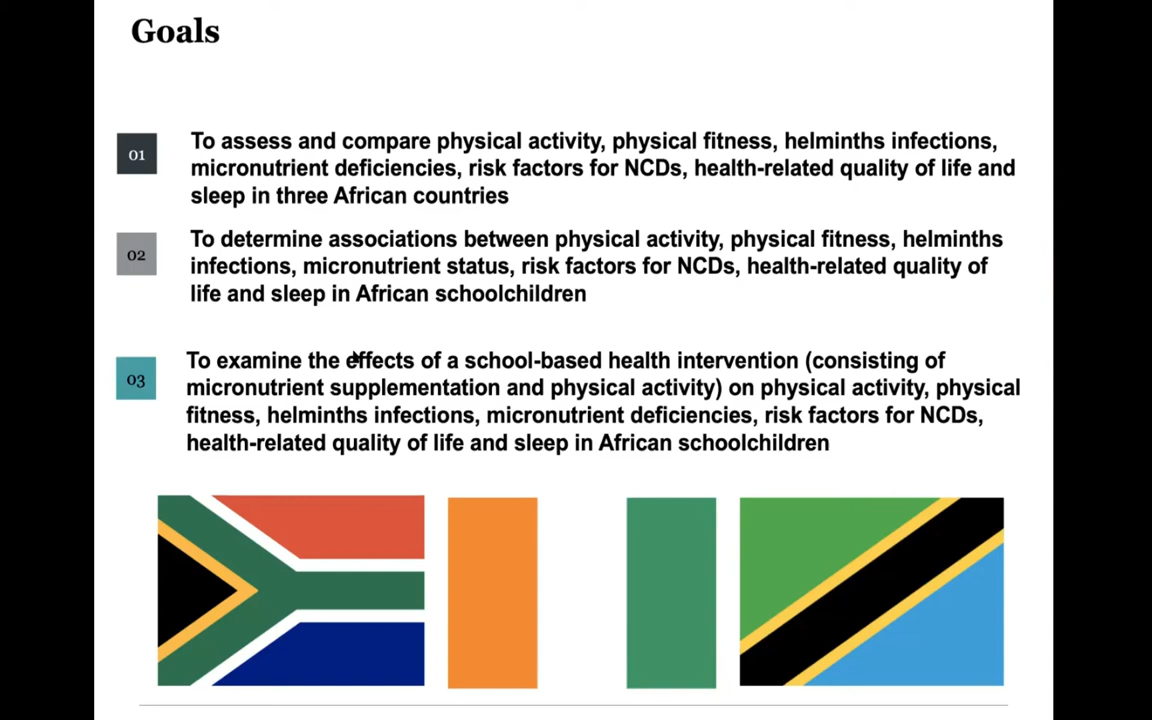 Goals
01
To assess and compare physical activity, physical fitness, helminths infections,
micronutrient deficiencies, risk factors for NCDs, health-related quality of life and
sleep in three African countries
02
To determine associations between physical activity, physical fitness, helminths
infections, micronutrient status, risk factors for NCDs, health-related quality of
life and sleep in African schoolchildren
03
To examine the effects of a school-based health intervention (consisting of
micronutrient supplementation and physical activity) on physical activity, physical
fitness, helminths infections, micronutrient deficiencies, risk factors for NCDs,
health-related quality of life and sleep in African schoolchildren